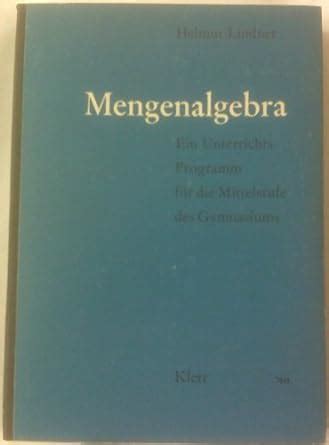 Helmut Lindner
Mengenalgebra
Ein Unterrichts-
Programm
für die Mittelstufe
des Gymnasiums
Klett